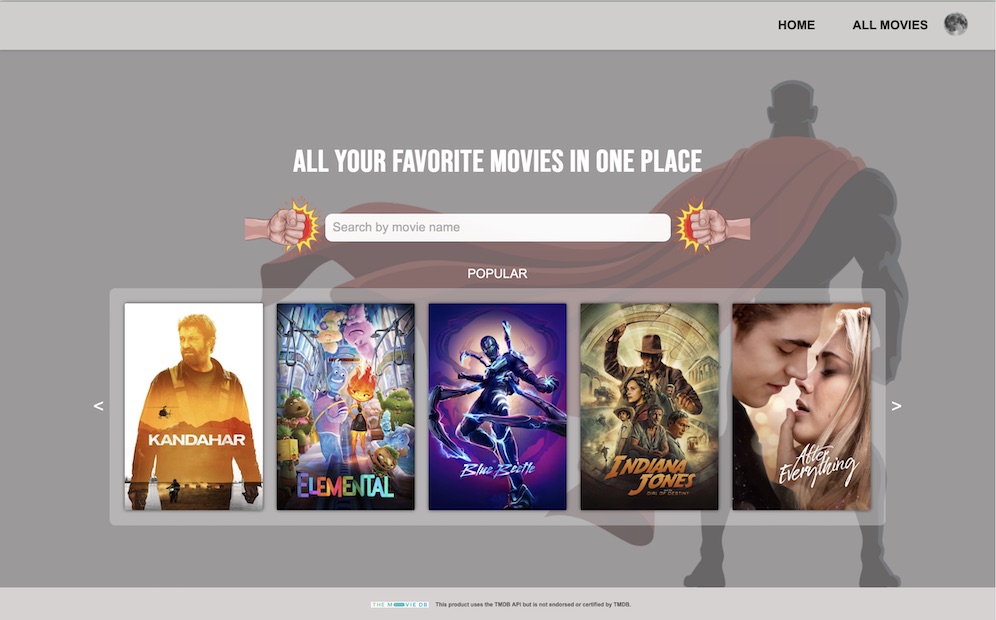 HOME ALL MOVIES
ALL YOUR FAVORITE MOVIES IN ONE PLACE
Search by movie name
POPULAR
<
KANDAHAR
ELEMENTAL
Blue Beetle
INDIANA
JONES
AND THE
DIAL OF DESTINY
After
Everything
>
THE MOVIE DB This product uses the TMDB API but is not endorsed or certified by TMDB.